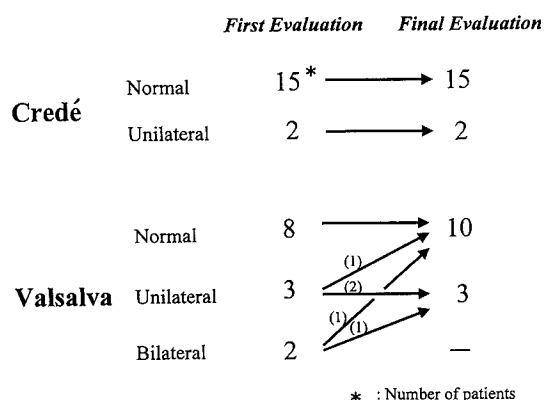 First Evaluation Final Evaluation
Credé
Normal 15* 15
Unilateral 2 2
Valsalva
Normal 8 10
(1)
Unilateral 3 (2) 3
(1) (1)
Bilateral 2 —
* : Number of patients